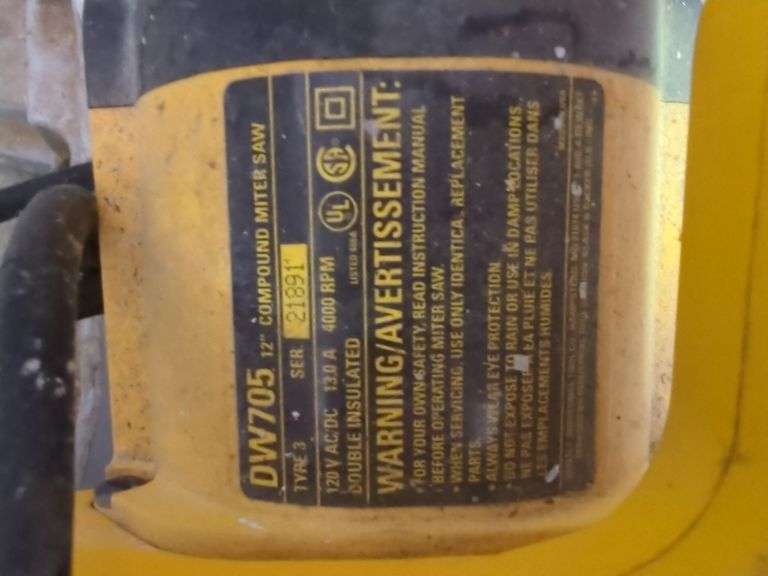 DW705 12" COMPOUND MITER SAW
TYPE 3 SER 21891
120 V AC/DC 13.0 A 4000 RPM
DOUBLE INSULATED
UL
LISTED
WARNING/AVERTISSEMENT:
FOR YOUR OWN SAFETY, READ INSTRUCTION MANUAL
BEFORE OPERATING MITER SAW.
• WHEN SERVICING, USE ONLY IDENTICAL REPLACEMENT
PARTS.
• ALWAYS WEAR EYE PROTECTION.
• DO NOT EXPOSE TO RAIN OR USE IN DAMP LOCATIONS.
NE PAS EXPOSER À LA PLUIE ET NE PAS UTILISER DANS
LES EMPLACEMENTS HUMIDES.